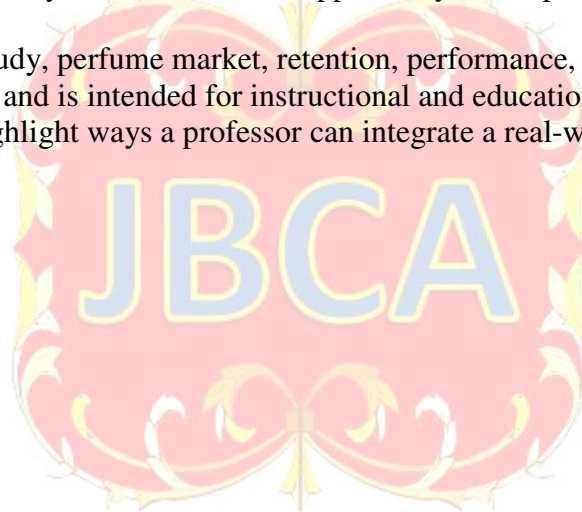 udy, perfume market, retention, performance,
and is intended for instructional and educatio
ghlight ways a professor can integrate a real-w
JBCA